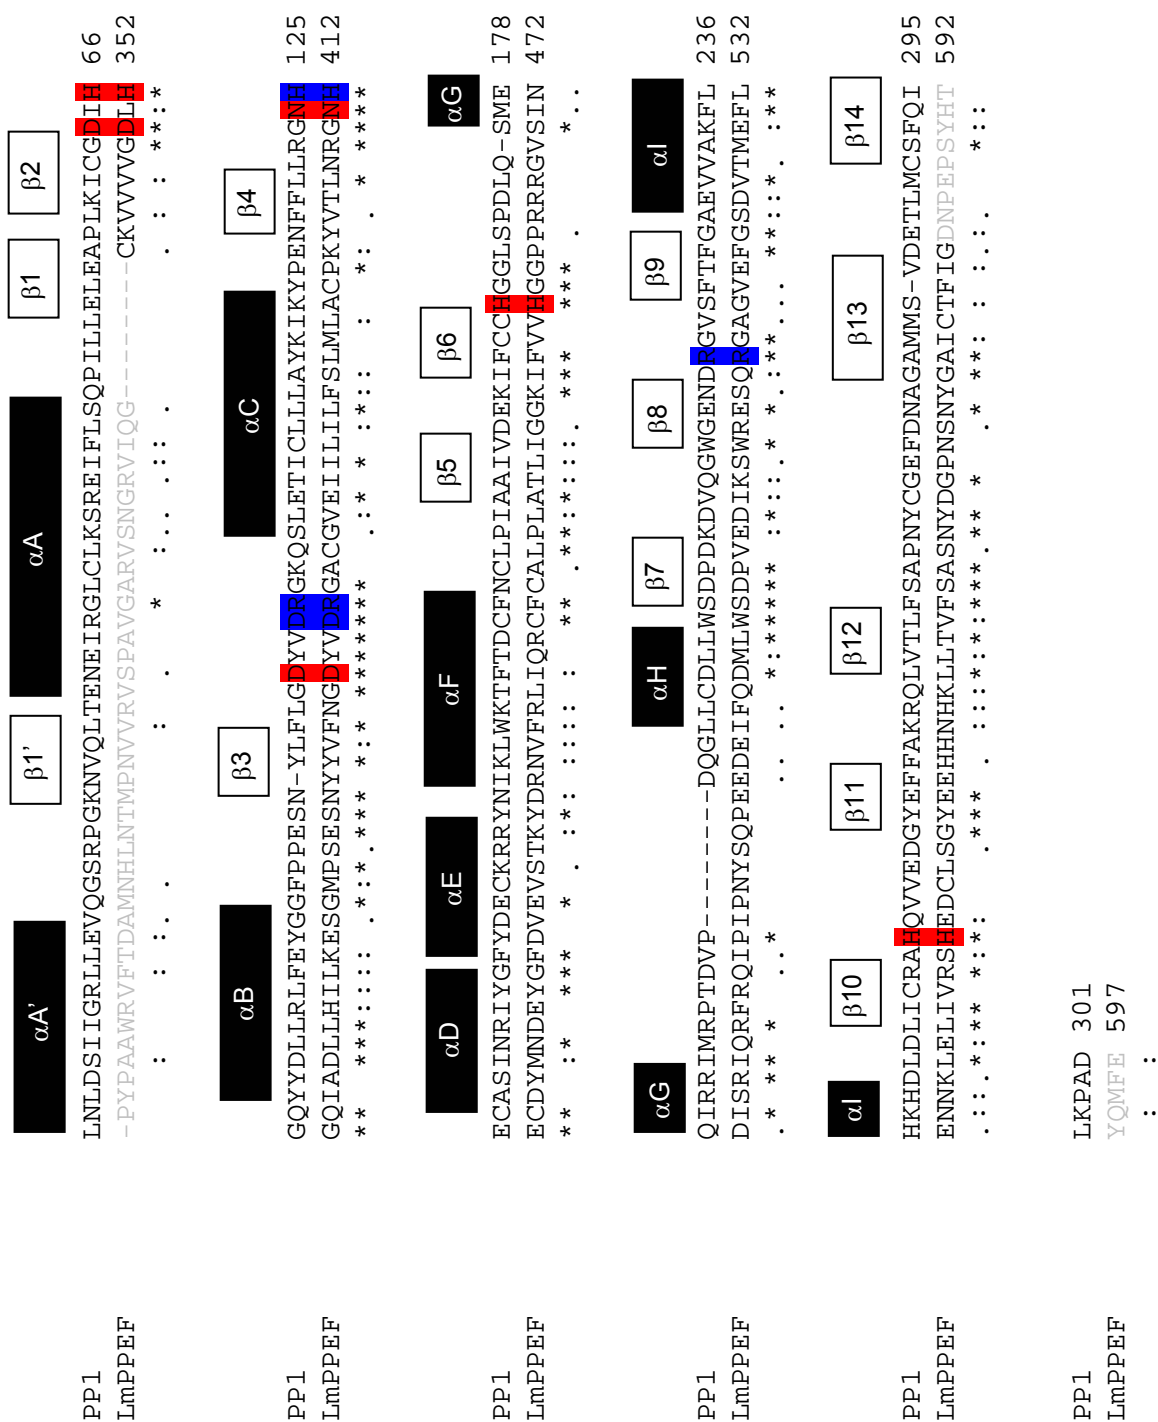 αA' β1' αA β1 β2
PP1 LNLDSIIGRLLEVQGSRPGKNVQLTENEIRGLCLKSREIFLSQPILLELEAPLKICGDIH 66
LmPPEF -PYPAAWRVFTDAMNHLNTMPNVVRVSPAVGARVSNGRVIQG--------CKVVVVGDLH 352
: : :. . : . * :.. .:: . . : : **:*
αB β3 αC β4
PP1 GQYYDLLRLFEYGGFPPESN-YLFLGDYVDRGKQSLETICLLLAYKIKYPENFFLLRGNH 125
LmPPEF GQIADLLHILKESGMPSESNYYVFNGDYVDRGACGVEIILILFSLMLACPKYVTLNRGNH 412
** ***:::: .*:*.**** *:* ******* .:* * :*:: : *: . * ****
αD αE αF β5 β6 αG
PP1 ECASINRIYGFYDECKRRYNIKLWKTFTDCFNCLPIAAIVDEKIFCCHGGLSPDLQ-SME 178
LmPPEF ECDYMNDEYGFDVEVSTKYDRNVFRLIQRCFCALPLATLIGGKIFVVHGGPPRRRGVSIN 472
** :* *** * . :*: :::: : ** .**:*:::. *** *** . * ..
αG αH β7 β8 β9 αI
PP1 QIRRIMRPTDVP--------DQGLLCDLLWSDPDKDVQGWGENDRGVSFTFGAEVVAKFL 236
LmPPEF DISRIQRFRQIPIPNYSQPEEDEIFQDMLWSDPVEDIKSWRESQRGAGVEFGSDVTMEFL 532
.* ** * ..* .. .. *:****** :*::.* *.:**... **::*. :**
αI β10 β11 β12 β13 β14
PP1 HKHDLDLICRAHQVVEDGYEFFAKRQLVTLFSAPNYCGEFDNAGAMMS-VDETLMCSFQI 295
LmPPEF ENNKLELIVRSHEDCLSGYEEHHNHKLLTVFSASNYDGPNSNYGAICTFIGDNPEPSYHT 592
.::.*:** *:*: .*** . :::*:*:***.** * . * **: : :.:. *::
PP1 LKPAD 301
LmPPEF YQMFE 597
: :